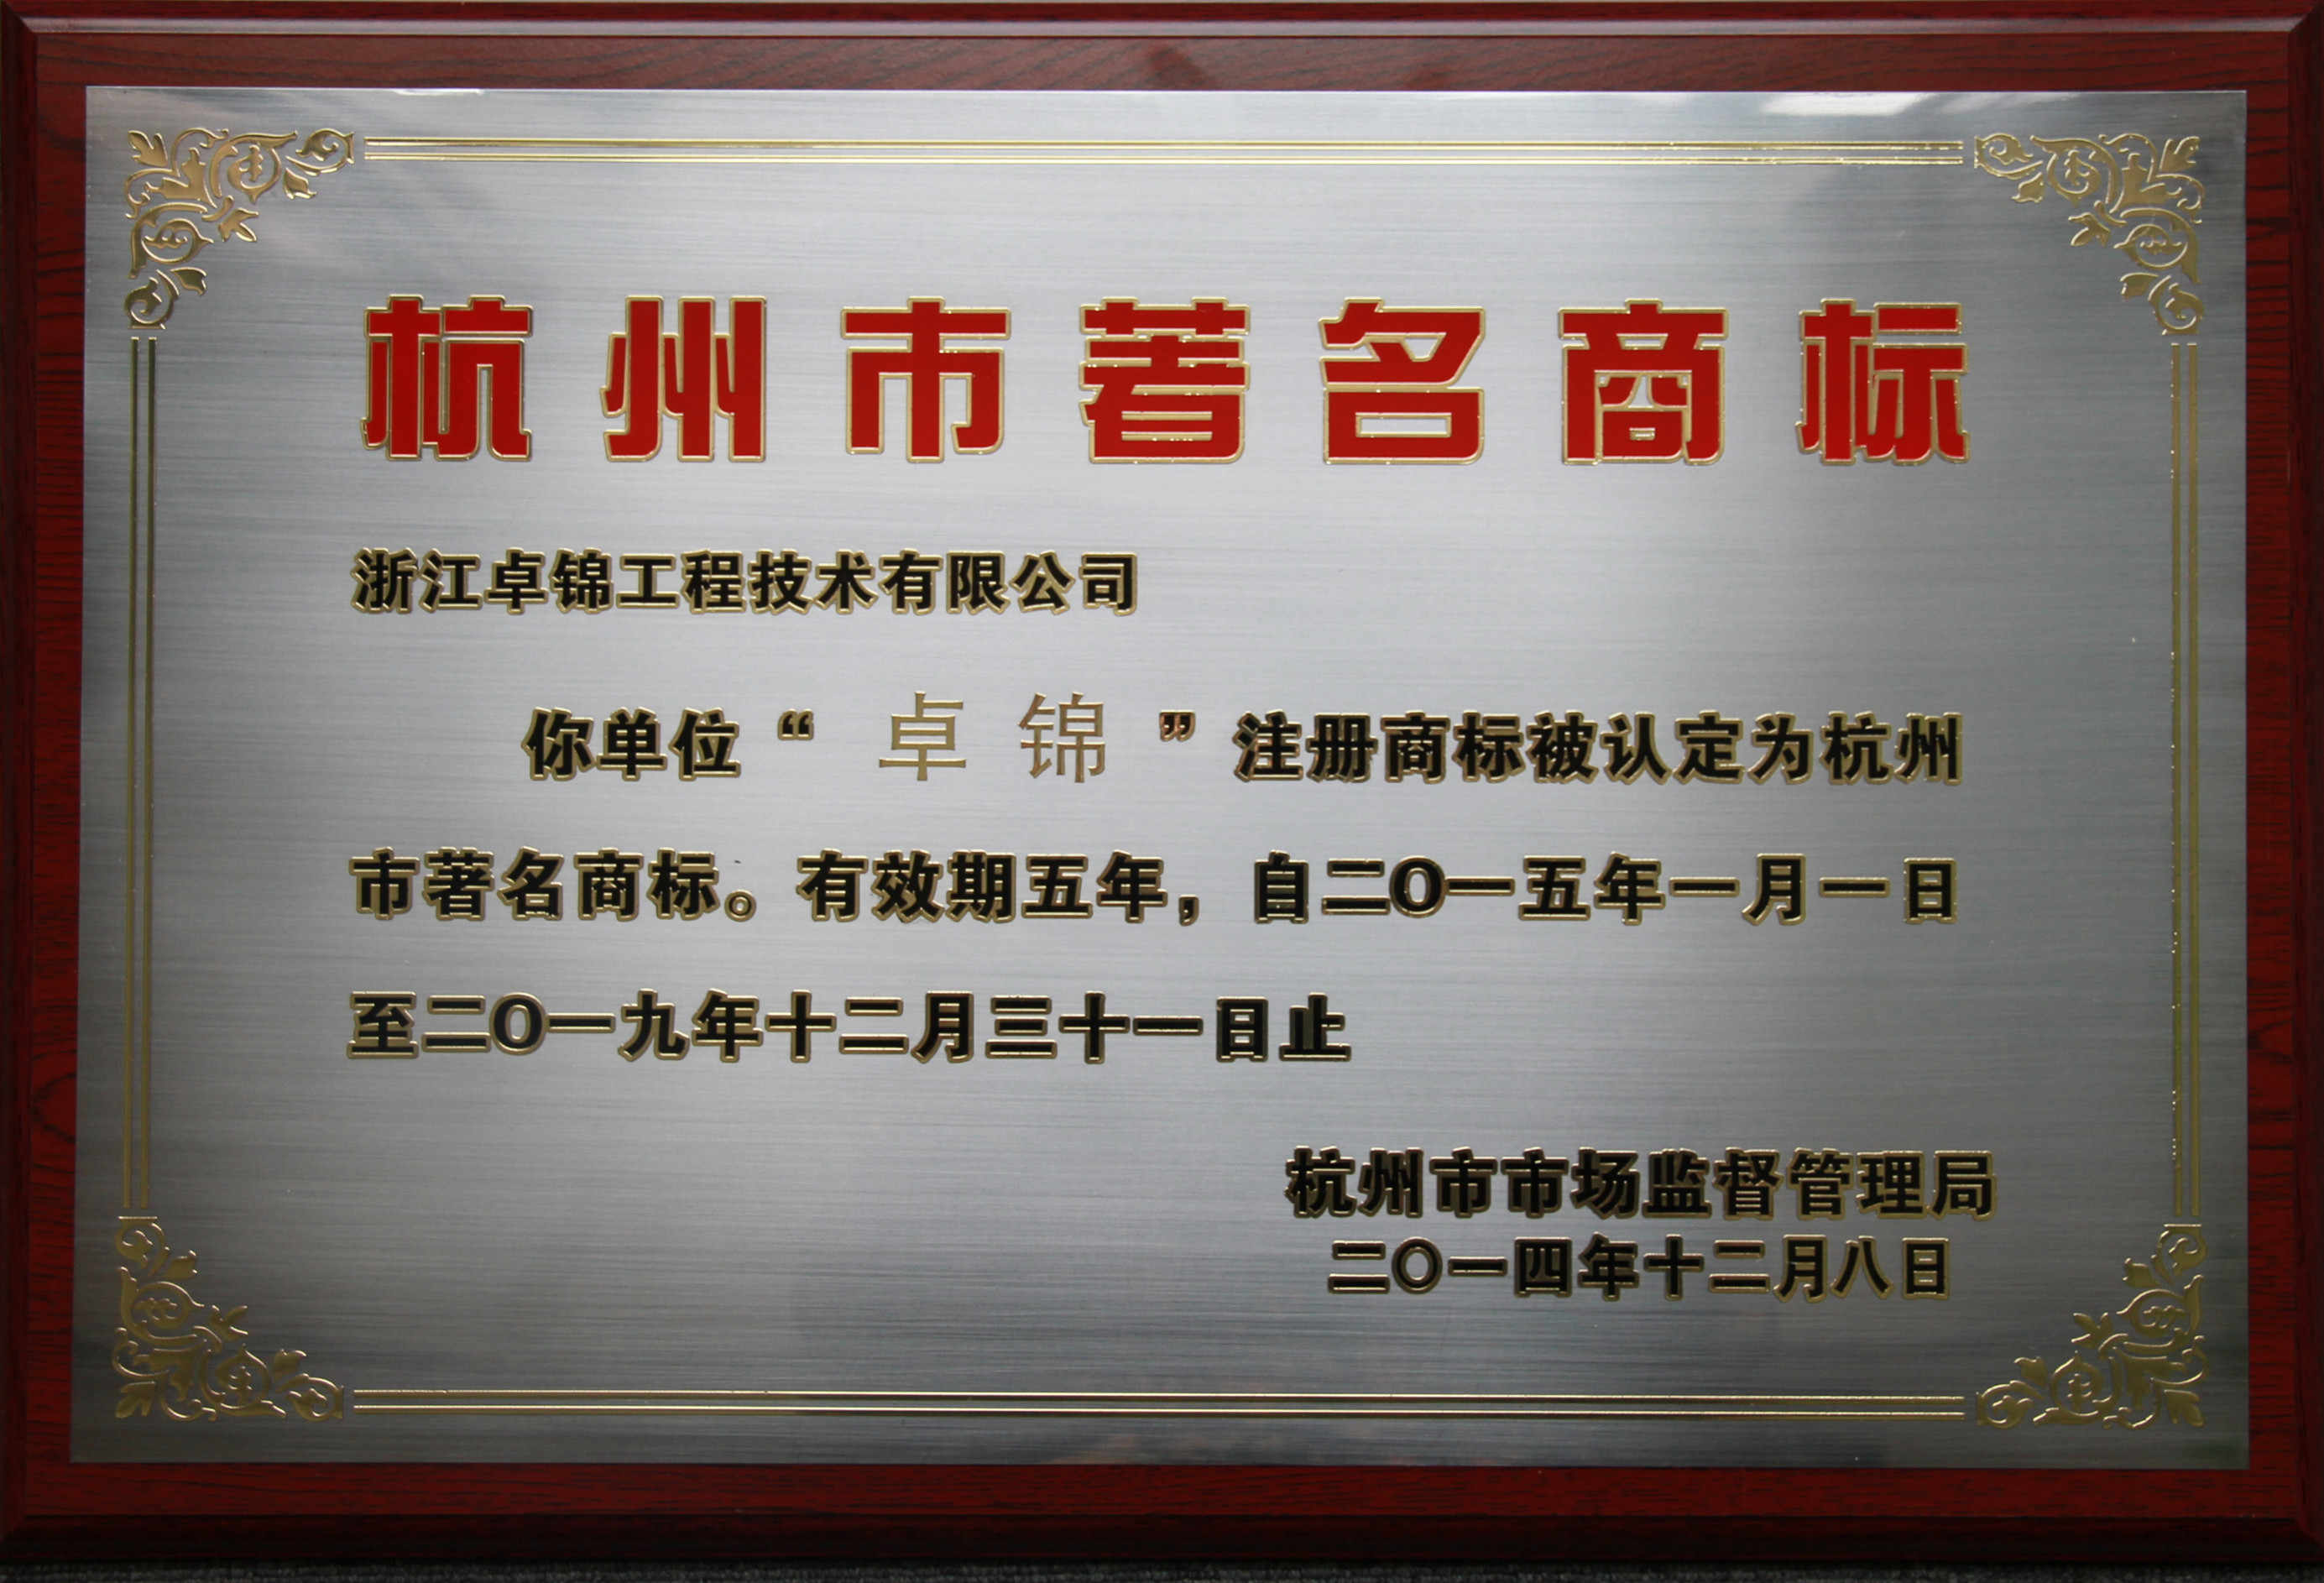 杭州市著名商标
浙江卓锦工程技术有限公司
你单位“卓锦”注册商标被认定为杭州
市著名商标。有效期五年，自二O一五年一月一日
至二O一九年十二月三十一日止
杭州市市场监督管理局
二〇一四年十二月八日